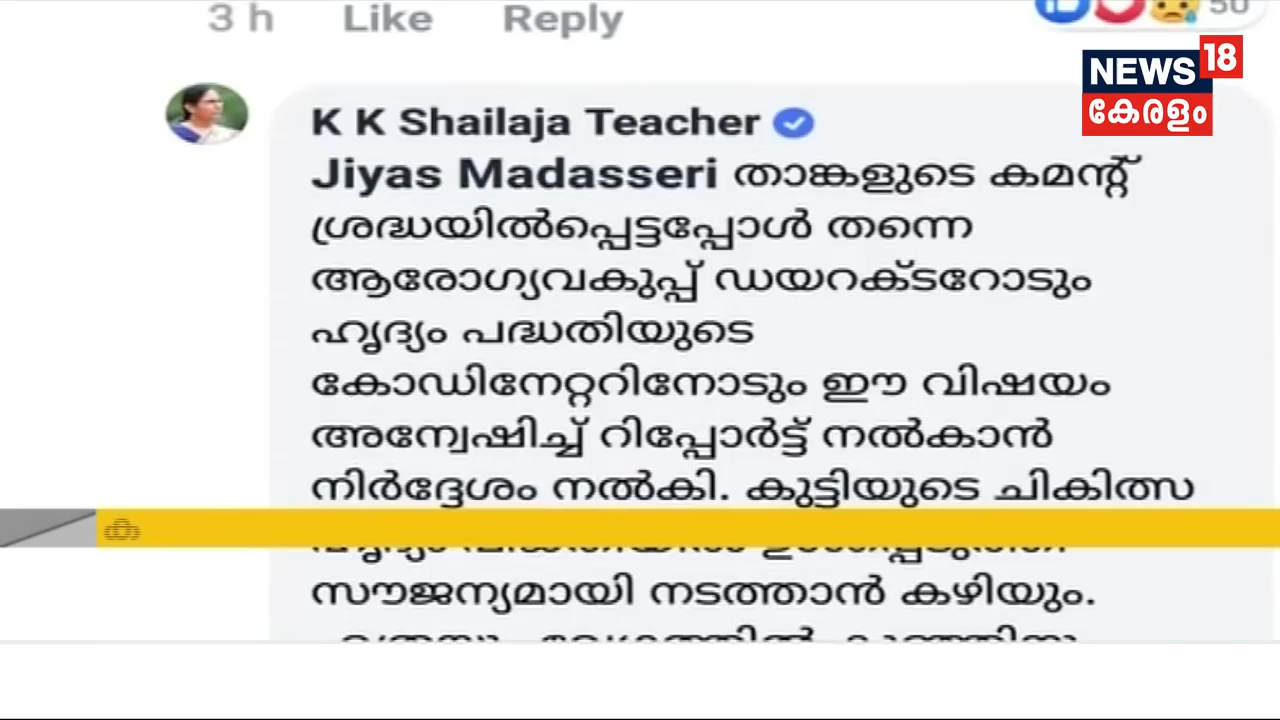 3 h Like Reply 50
NEWS 18
കേരളം
K K Shailaja Teacher
Jiyas Madasseri താങ്കളുടെ കമന്റ്
ശ്രദ്ധയിൽപ്പെട്ടപ്പോൾ തന്നെ
ആരോഗ്യവകുപ്പ് ഡയറക്ടറോടും
ഹൃദ്യം പദ്ധതിയുടെ
കോഡിനേറ്ററിനോടും ഈ വിഷയം
അന്വേഷിച്ച് റിപ്പോർട്ട് നൽകാൻ
നിർദ്ദേശം നൽകി. കുട്ടിയുടെ ചികിത്സ
സൗജന്യമായി നടത്താൻ കഴിയും.